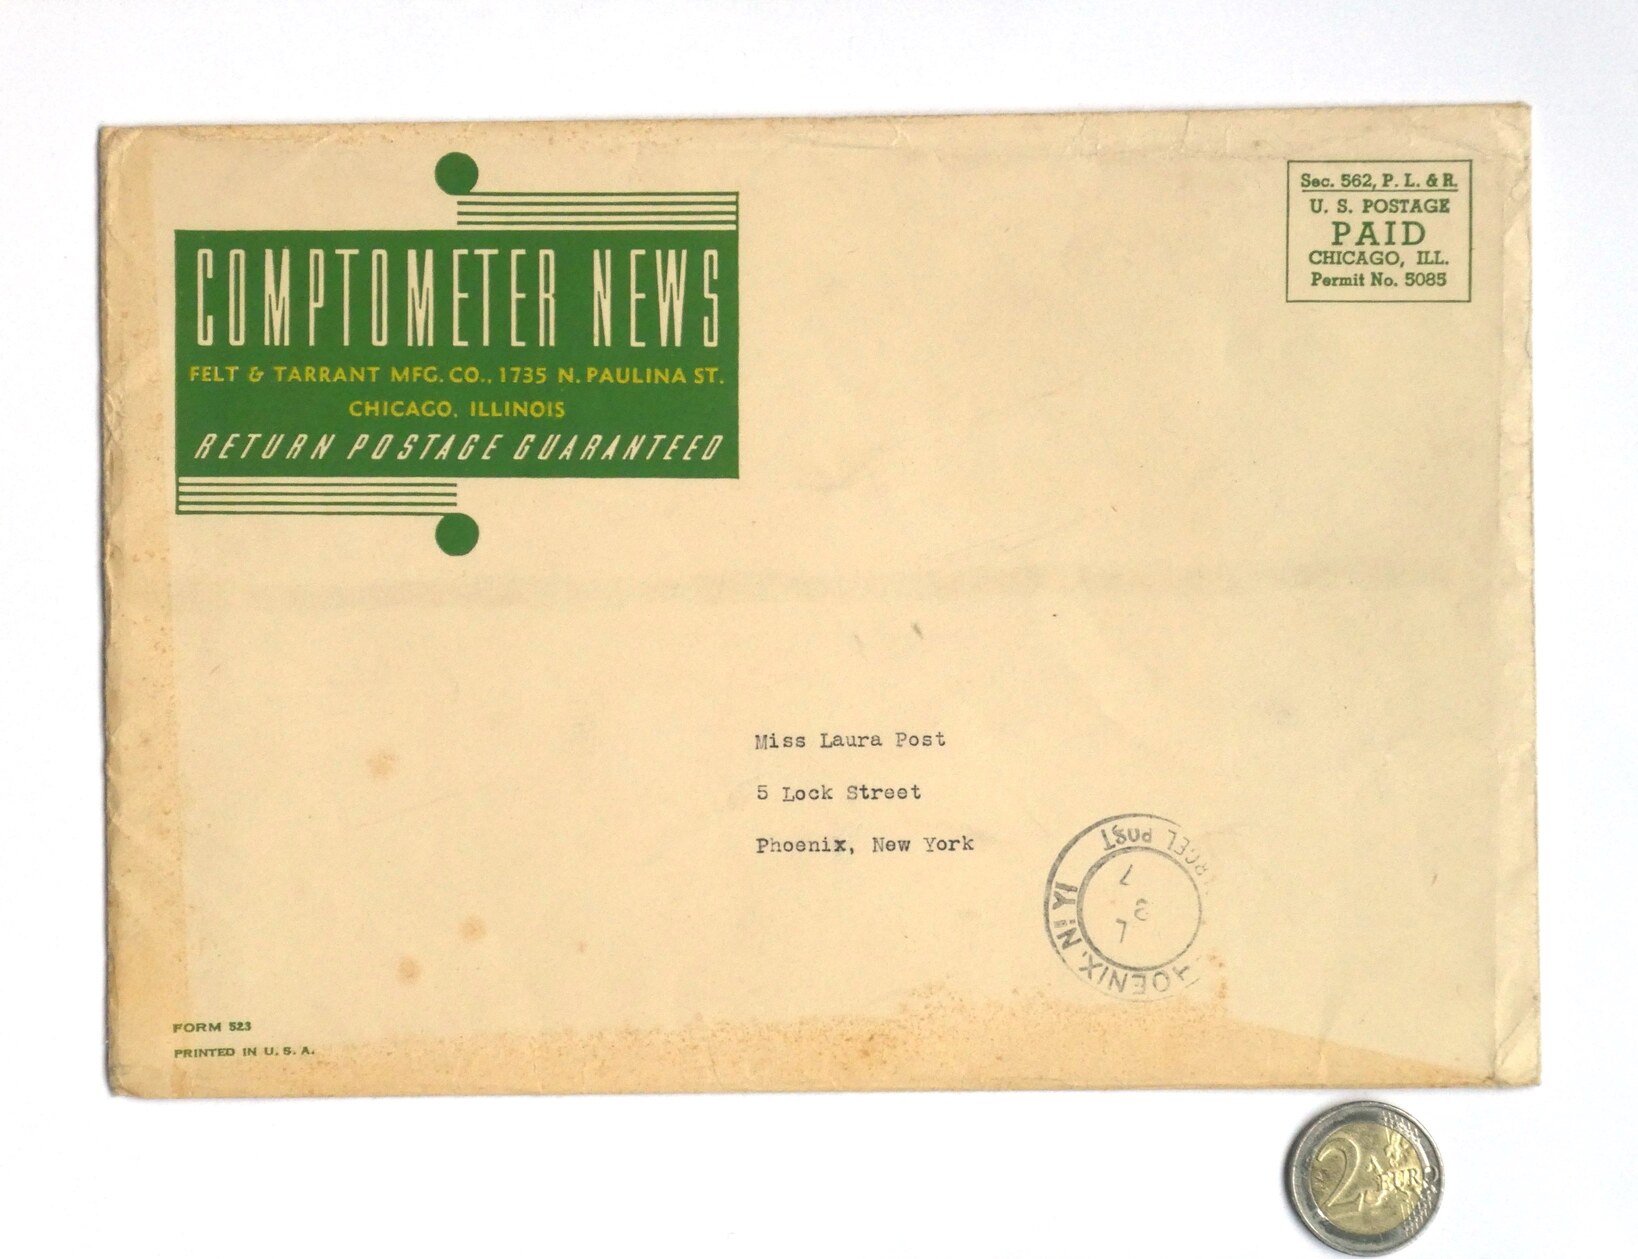 COMPTOMETER NEWS
FELT & TARRANT MFG. CO., 1735 N. PAULINA ST.
CHICAGO, ILLINOIS
RETURN POSTAGE GUARANTEED
Sec. 562, P. L. & R.
U. S. POSTAGE
PAID
CHICAGO, ILL.
Permit No. 5085
Miss Laura Post
5 Lock Street
Phoenix, New York
POST
N.Y.
FORM 523
PRINTED IN U. S. A.
2 EURO